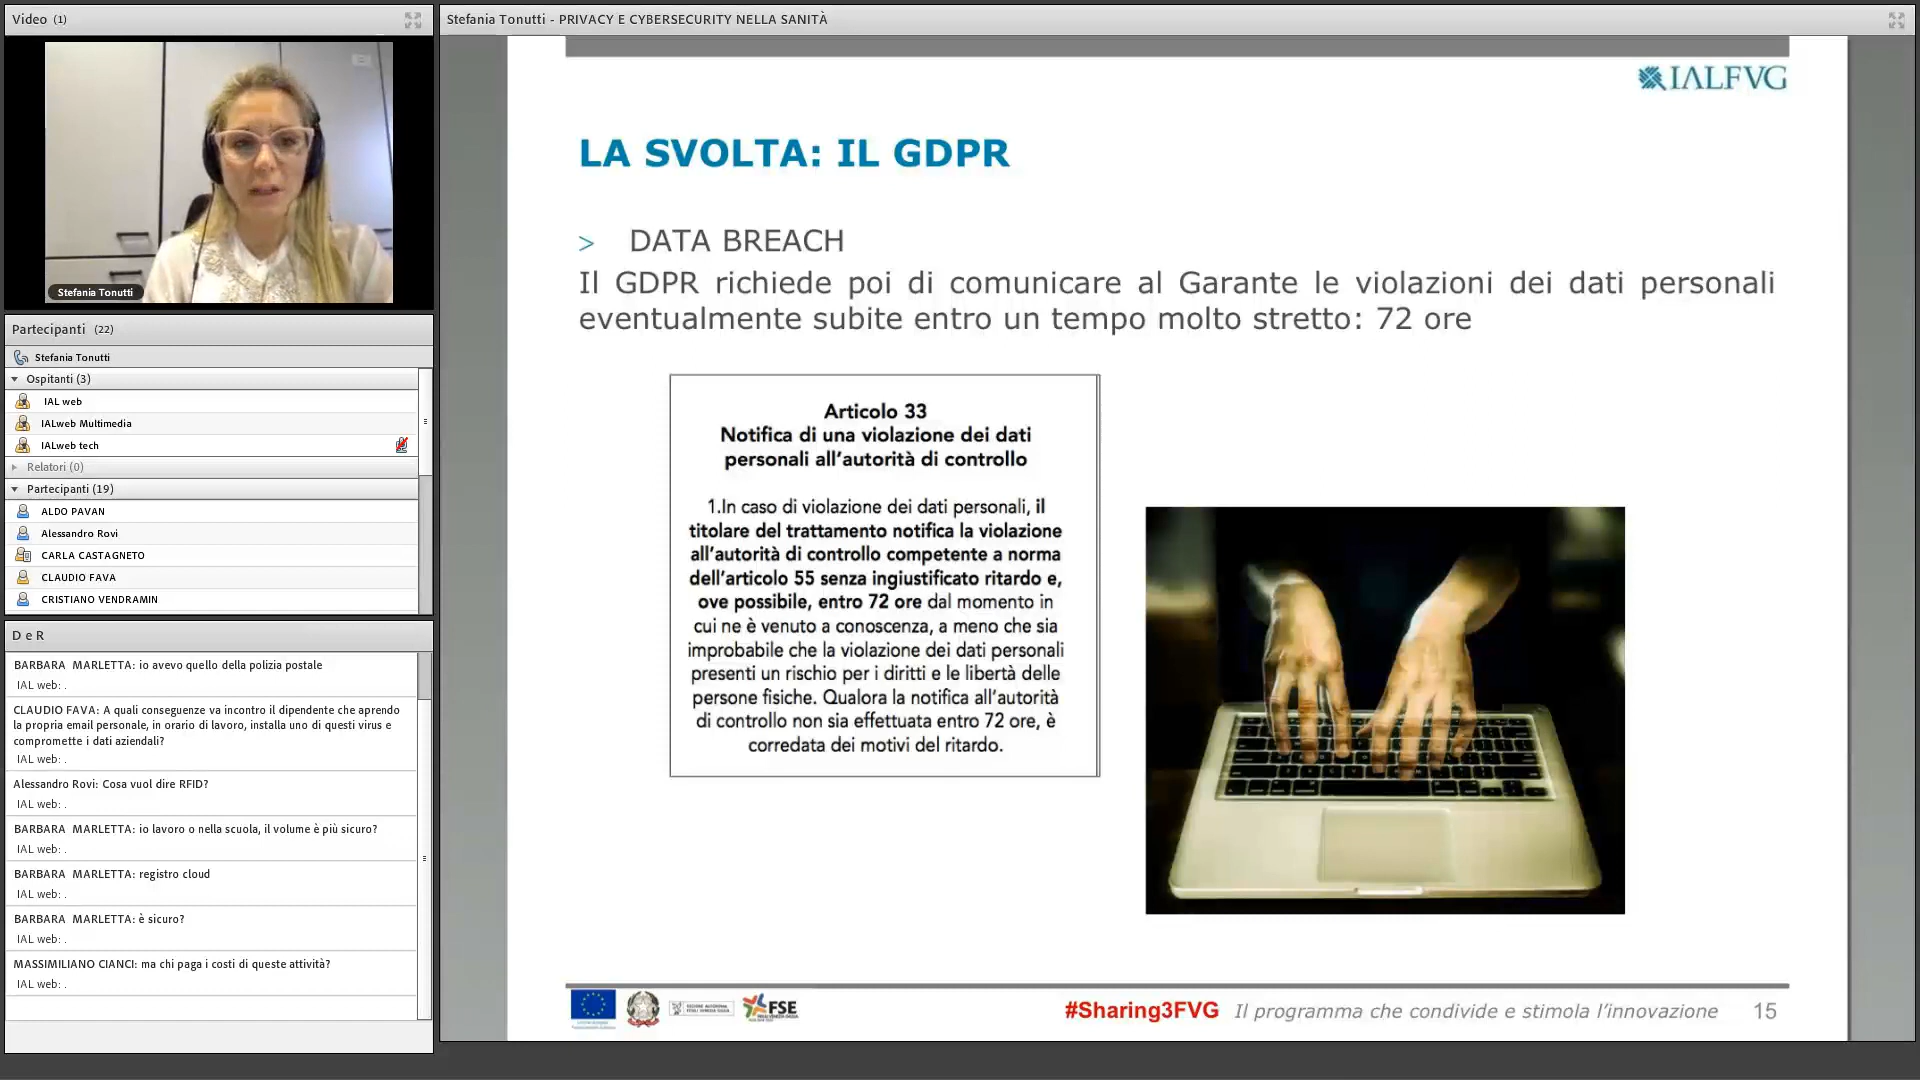 Video (1)
Stefania Tonutti
Partecipanti (22)
Stefania Tonutti
Ospitanti (3)
IAL web
IALweb Multimedia
IALweb tech
Relatori (0)
Partecipanti (19)
ALDO PAVAN
Alessandro Rovi
CARLA CASTAGNETO
CLAUDIO FAVA
CRISTIANO VENDRAMIN
D e R
BARBARA MARLETTA: io avevo quello della polizia postale
IAL web: .
CLAUDIO FAVA: A quali conseguenze va incontro il dipendente che aprendo
la propria email personale, in orario di lavoro, installa uno di questi virus e
compromette i dati aziendali?
IAL web: .
Alessandro Rovi: Cosa vuol dire RFID?
IAL web: .
BARBARA MARLETTA: io lavoro o nella scuola, il volume è più sicuro?
IAL web: .
BARBARA MARLETTA: registro cloud
IAL web: .
BARBARA MARLETTA: è sicuro?
IAL web: .
MASSIMILIANO CIANCI: ma chi paga i costi di queste attività?
IAL web: .
Stefania Tonutti - PRIVACY E CYBERSECURITY NELLA SANITÀ
IALFVG
LA SVOLTA: IL GDPR
> DATA BREACH
Il GDPR richiede poi di comunicare al Garante le violazioni dei dati personali
eventualmente subite entro un tempo molto stretto: 72 ore
Articolo 33
Notifica di una violazione dei dati
personali all'autorità di controllo
1.In caso di violazione dei dati personali, il
titolare del trattamento notifica la violazione
all'autorità di controllo competente a norma
dell'articolo 55 senza ingiustificato ritardo e,
ove possibile, entro 72 ore dal momento in
cui ne è venuto a conoscenza, a meno che sia
improbabile che la violazione dei dati personali
presenti un rischio per i diritti e le libertà delle
persone fisiche. Qualora la notifica all'autorità
di controllo non sia effettuata entro 72 ore, è
corredata dei motivi del ritardo.
FSE
#Sharing3FVG Il programma che condivide e stimola l'innovazione 15